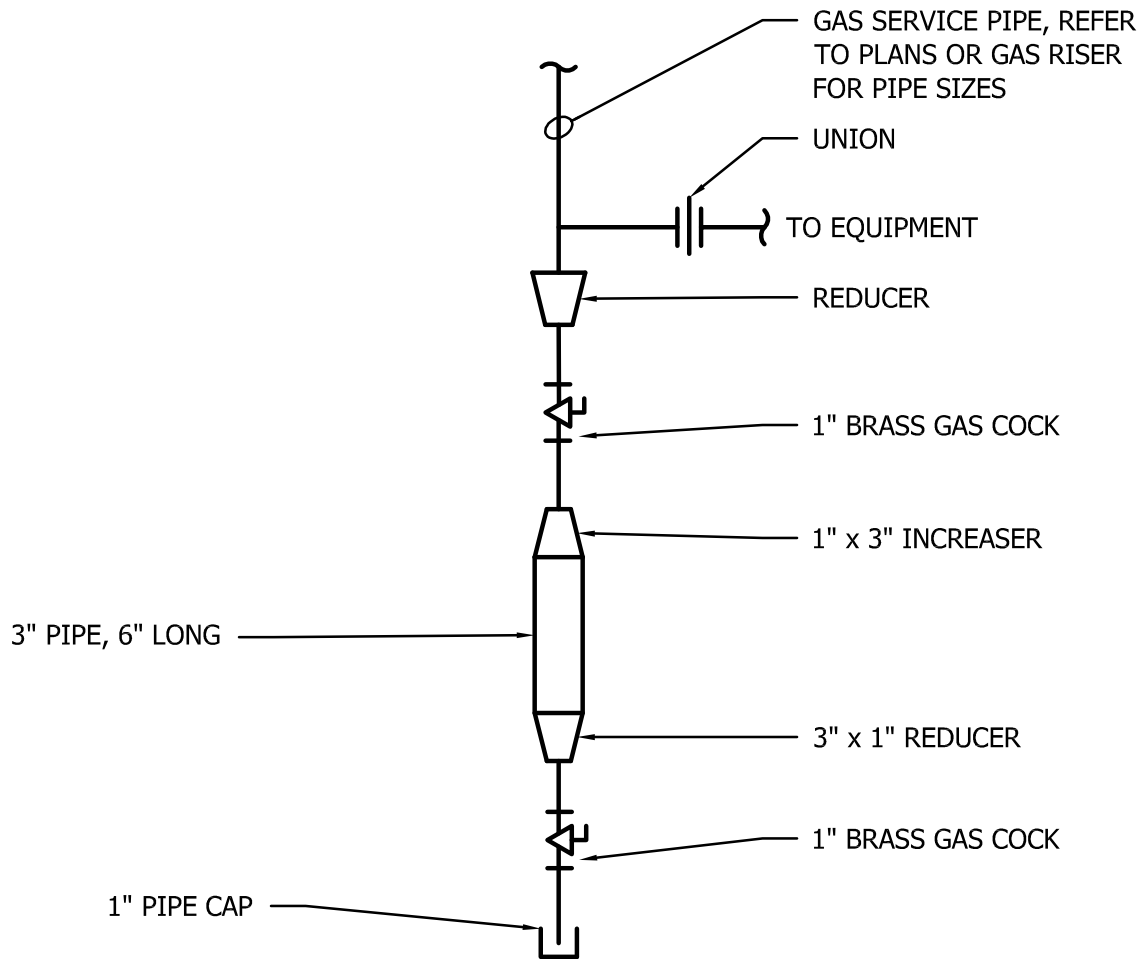 GAS SERVICE PIPE, REFER
TO PLANS OR GAS RISER
FOR PIPE SIZES
UNION
TO EQUIPMENT
REDUCER
1" BRASS GAS COCK
1" x 3" INCREASER
3" PIPE, 6" LONG
3" x 1" REDUCER
1" BRASS GAS COCK
1" PIPE CAP